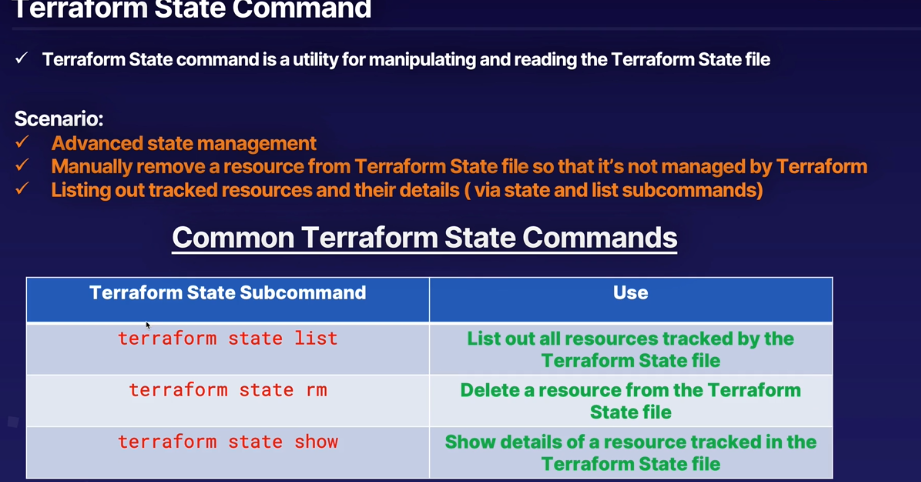 Terraform State Command
✓ Terraform State command is a utility for manipulating and reading the Terraform State file
Scenario:
✓ Advanced state management
✓ Manually remove a resource from Terraform State file so that it's not managed by Terraform
✓ Listing out tracked resources and their details ( via state and list subcommands)
Common Terraform State Commands
Terraform State Subcommand
Use
terraform state list
List out all resources tracked by the
Terraform State file
terraform state rm
Delete a resource from the Terraform
State file
terraform state show
Show details of a resource tracked in the
Terraform State file